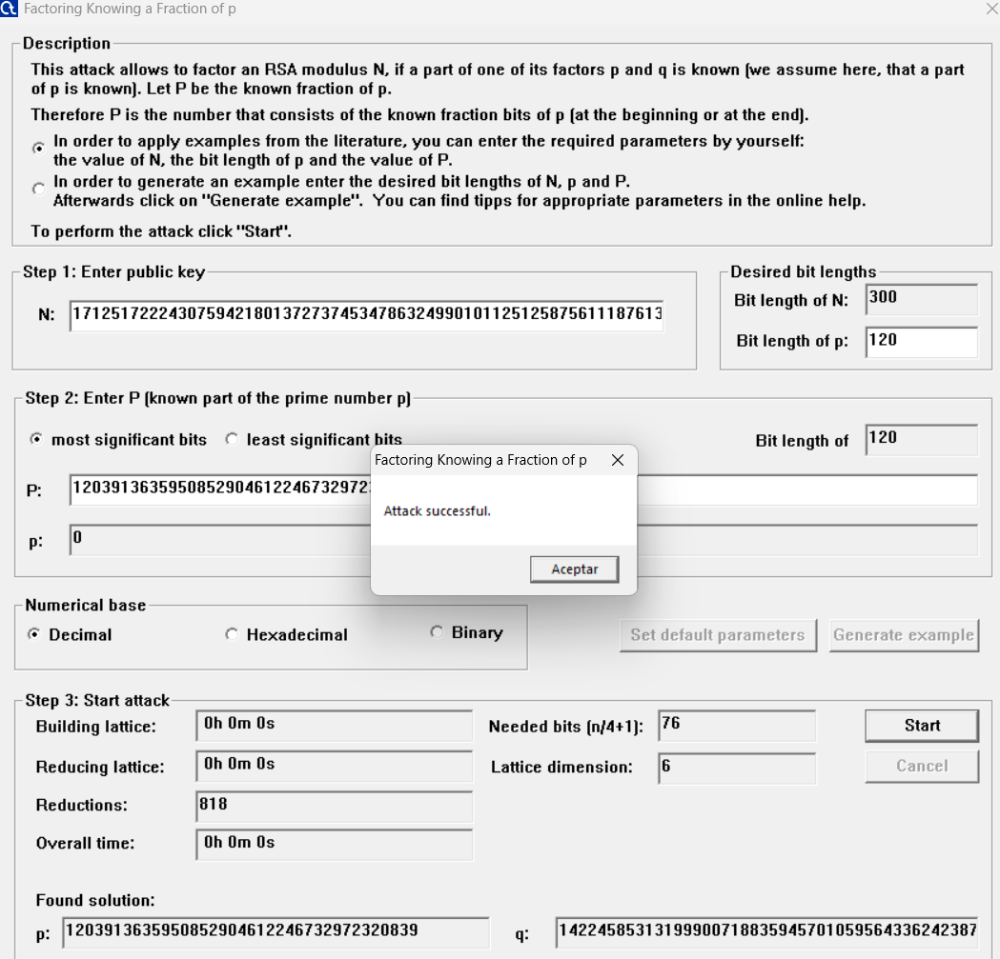 Factoring Knowing a Fraction of p
Description
This attack allows to factor an RSA modulus N, if a part of one of its factors p and q is known (we assume here, that a part
of p is known). Let P be the known fraction of p.
Therefore P is the number that consists of the known fraction bits of p (at the beginning or at the end).
In order to apply examples from the literature, you can enter the required parameters by yourself:
the value of N, the bit length of p and the value of P.
In order to generate an example enter the desired bit lengths of N, p and P.
Afterwards click on "Generate example". You can find tipps for appropriate parameters in the online help.
To perform the attack click "Start".
Step 1: Enter public key
N: 17125172224307594218013727374534786324990101125125875611187613
Desired bit lengths
Bit length of N: 300
Bit length of p: 120
Step 2: Enter P (known part of the prime number p)
most significant bits least significant bits
Bit length of 120
P: 12039136359508529046122467329723
p: 0
Factoring Knowing a Fraction of p
Attack successful.
Aceptar
Numerical base
Decimal Hexadecimal Binary
Set default parameters Generate example
Step 3: Start attack
Building lattice: 0h 0m 0s Needed bits (n/4+1): 76 Start
Reducing lattice: 0h 0m 0s Lattice dimension: 6 Cancel
Reductions: 818
Overall time: 0h 0m 0s
Found solution:
p: 120391363595085290461224673297232​0839 q: 14224585313199900718835945701059564336242387